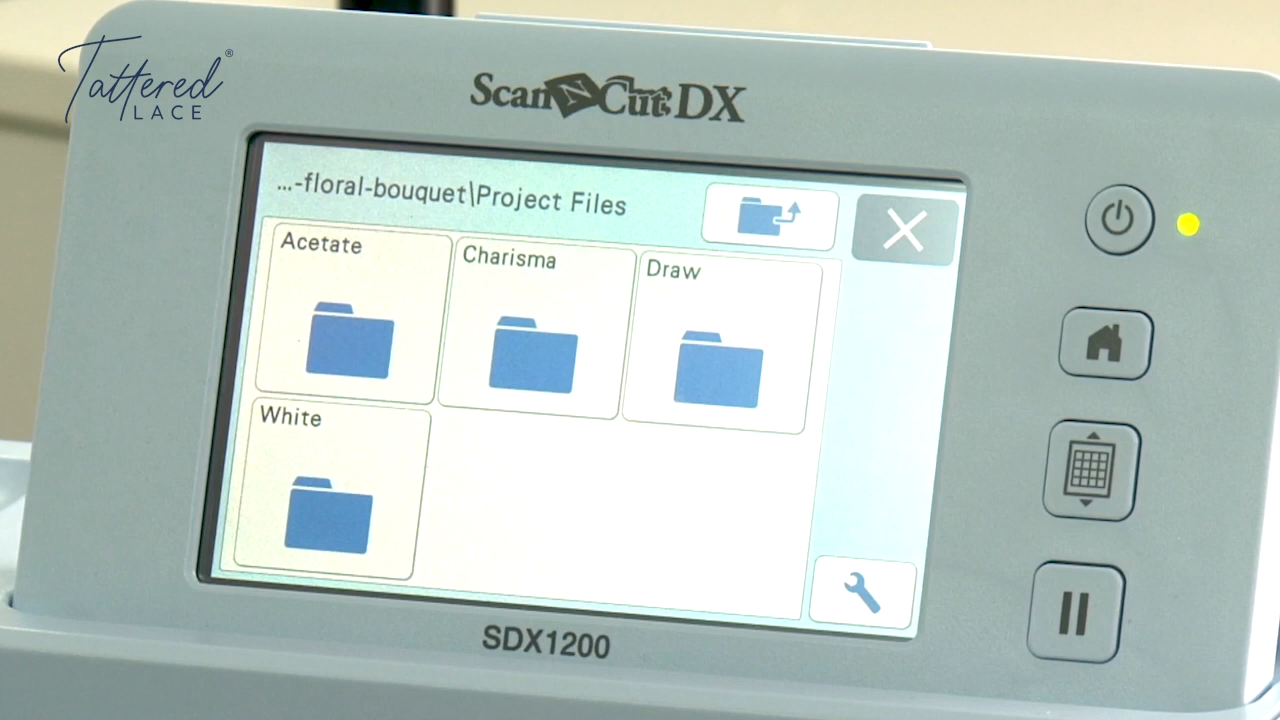 Tattered®
LACE
ScanNCut DX
...-floral-bouquet\Project Files
Acetate
Charisma
Draw
White
SDX1200